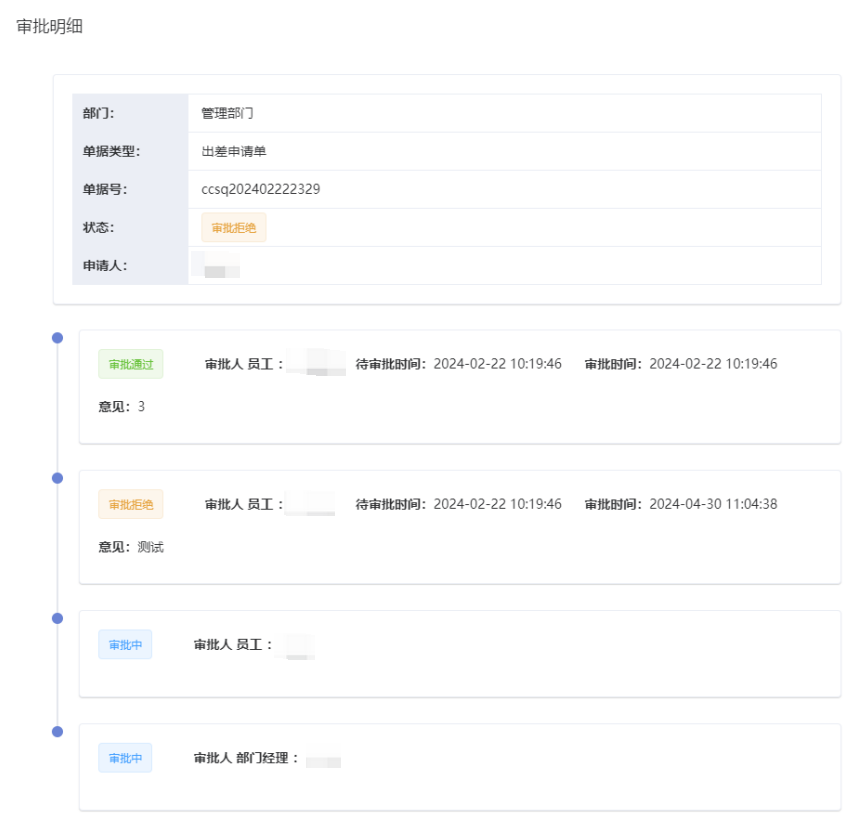 审批明细
部门： 管理部门
单据类型： 出差申请单
单据号： ccsq202402222329
状态： 审批拒绝
申请人：
审批通过 审批人 员工 ： 待审批时间：2024-02-22 10:19:46 审批时间：2024-02-22 10:19:46
意见：3
审批拒绝 审批人 员工 ： 待审批时间：2024-02-22 10:19:46 审批时间：2024-04-30 11:04:38
意见：测试
审批中 审批人 员工 ：
审批中 审批人 部门经理 ：